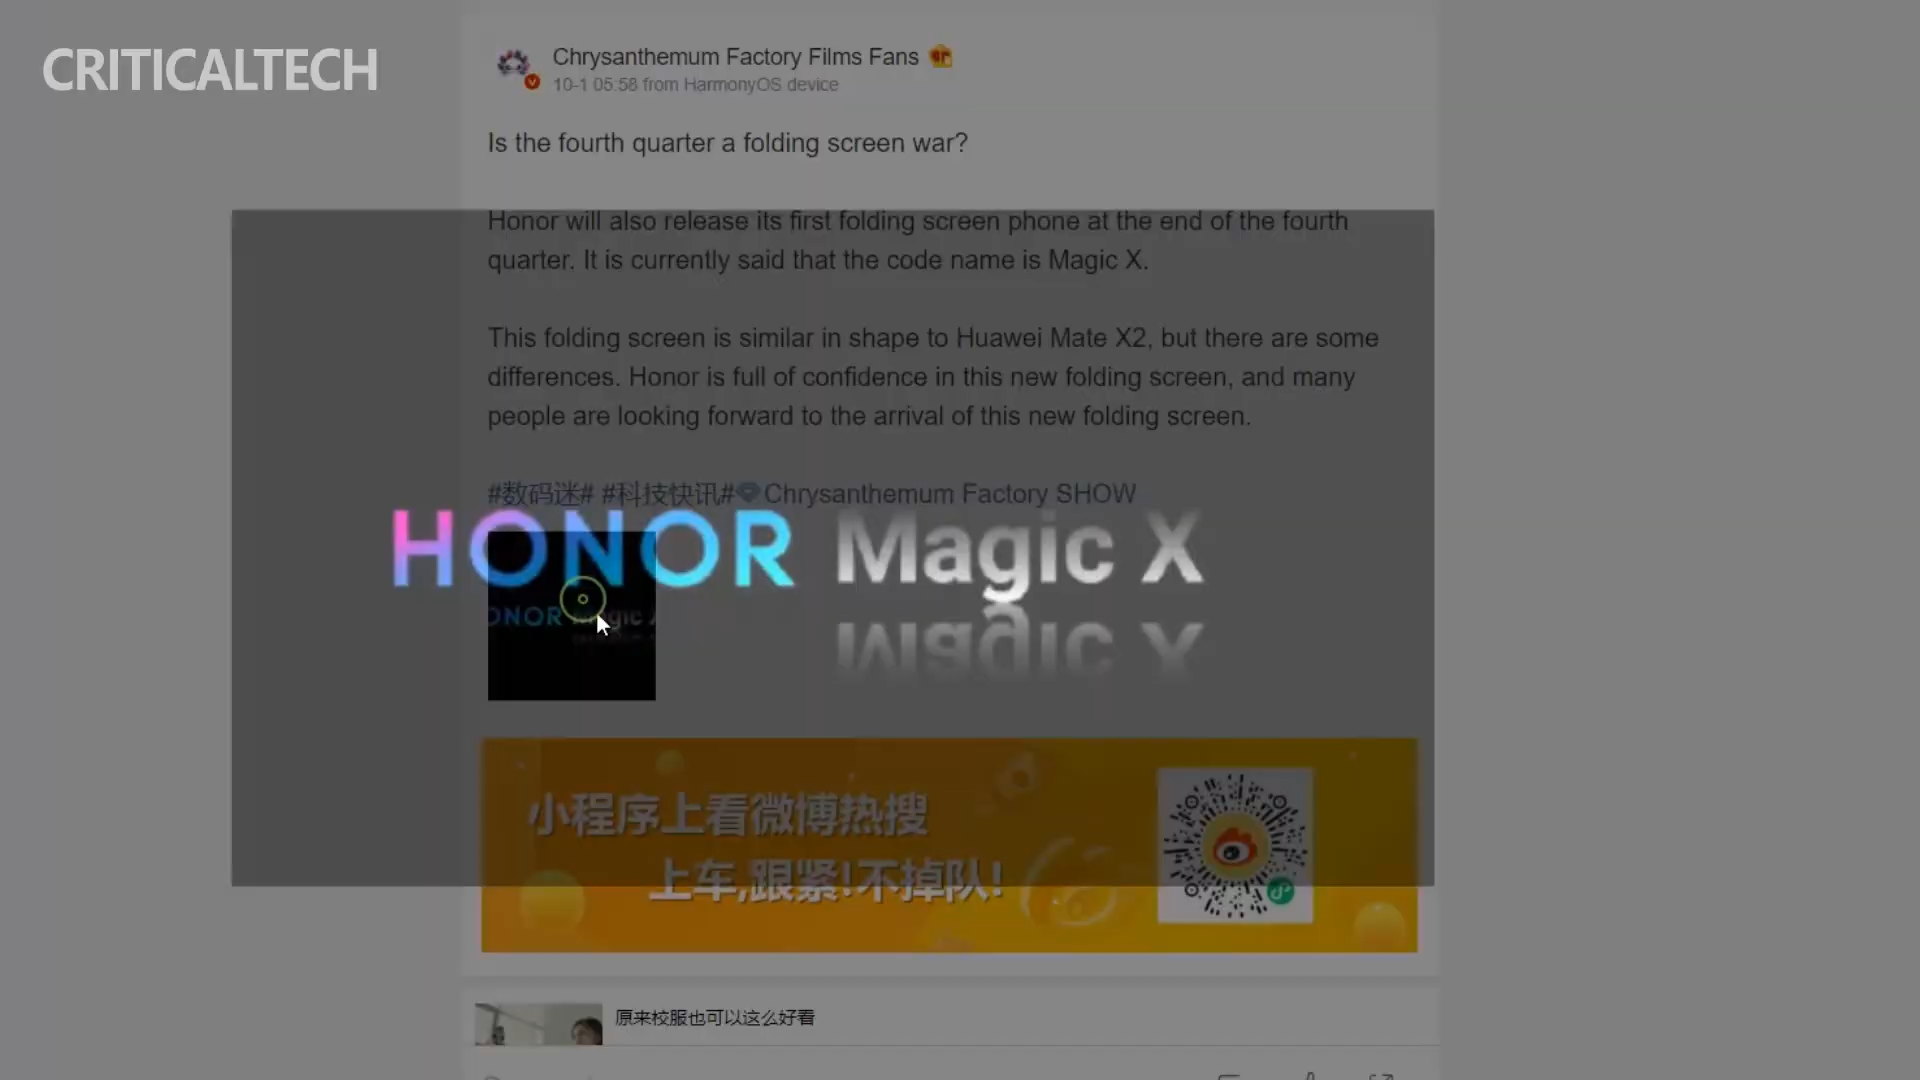 CRITICALTECH
Chrysanthemum Factory Films Fans
10-1 05:58 from HarmonyOS device
Is the fourth quarter a folding screen war?
Honor will also release its first folding screen phone at the end of the fourth
quarter. It is currently said that the code name is Magic X.
This folding screen is similar in shape to Huawei Mate X2, but there are some
differences. Honor is full of confidence in this new folding screen, and many
people are looking forward to the arrival of this new folding screen.
#数码迷# #科技快讯# Chrysanthemum Factory SHOW
HONOR Magic X
ONOR Magic X
小程序上看微博热搜
上车,跟紧!不掉队!
原来校服也可以这么好看